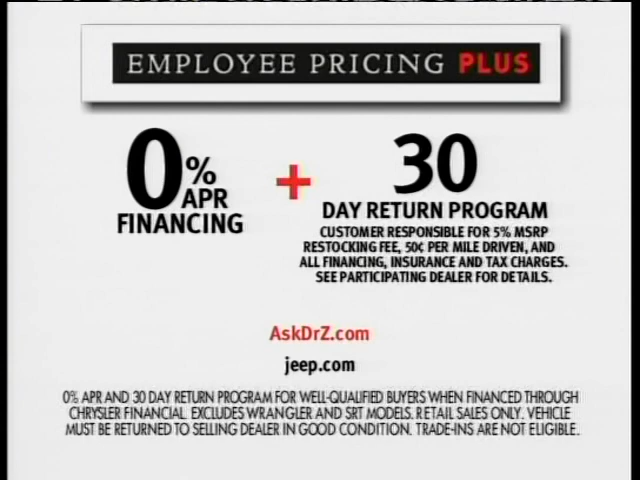 EMPLOYEE PRICING PLUS
0% APR
FINANCING
+
30
DAY RETURN PROGRAM
CUSTOMER RESPONSIBLE FOR 5% MSRP
RESTOCKING FEE, 50¢ PER MILE DRIVEN, AND
ALL FINANCING, INSURANCE AND TAX CHARGES.
SEE PARTICIPATING DEALER FOR DETAILS.
AskDrZ.com
jeep.com
0% APR AND 30 DAY RETURN PROGRAM FOR WELL-QUALIFIED BUYERS WHEN FINANCED THROUGH
CHRYSLER FINANCIAL. EXCLUDES WRANGLER AND SRT MODELS. RETAIL SALES ONLY. VEHICLE
MUST BE RETURNED TO SELLING DEALER IN GOOD CONDITION. TRADE-INS ARE NOT ELIGIBLE.